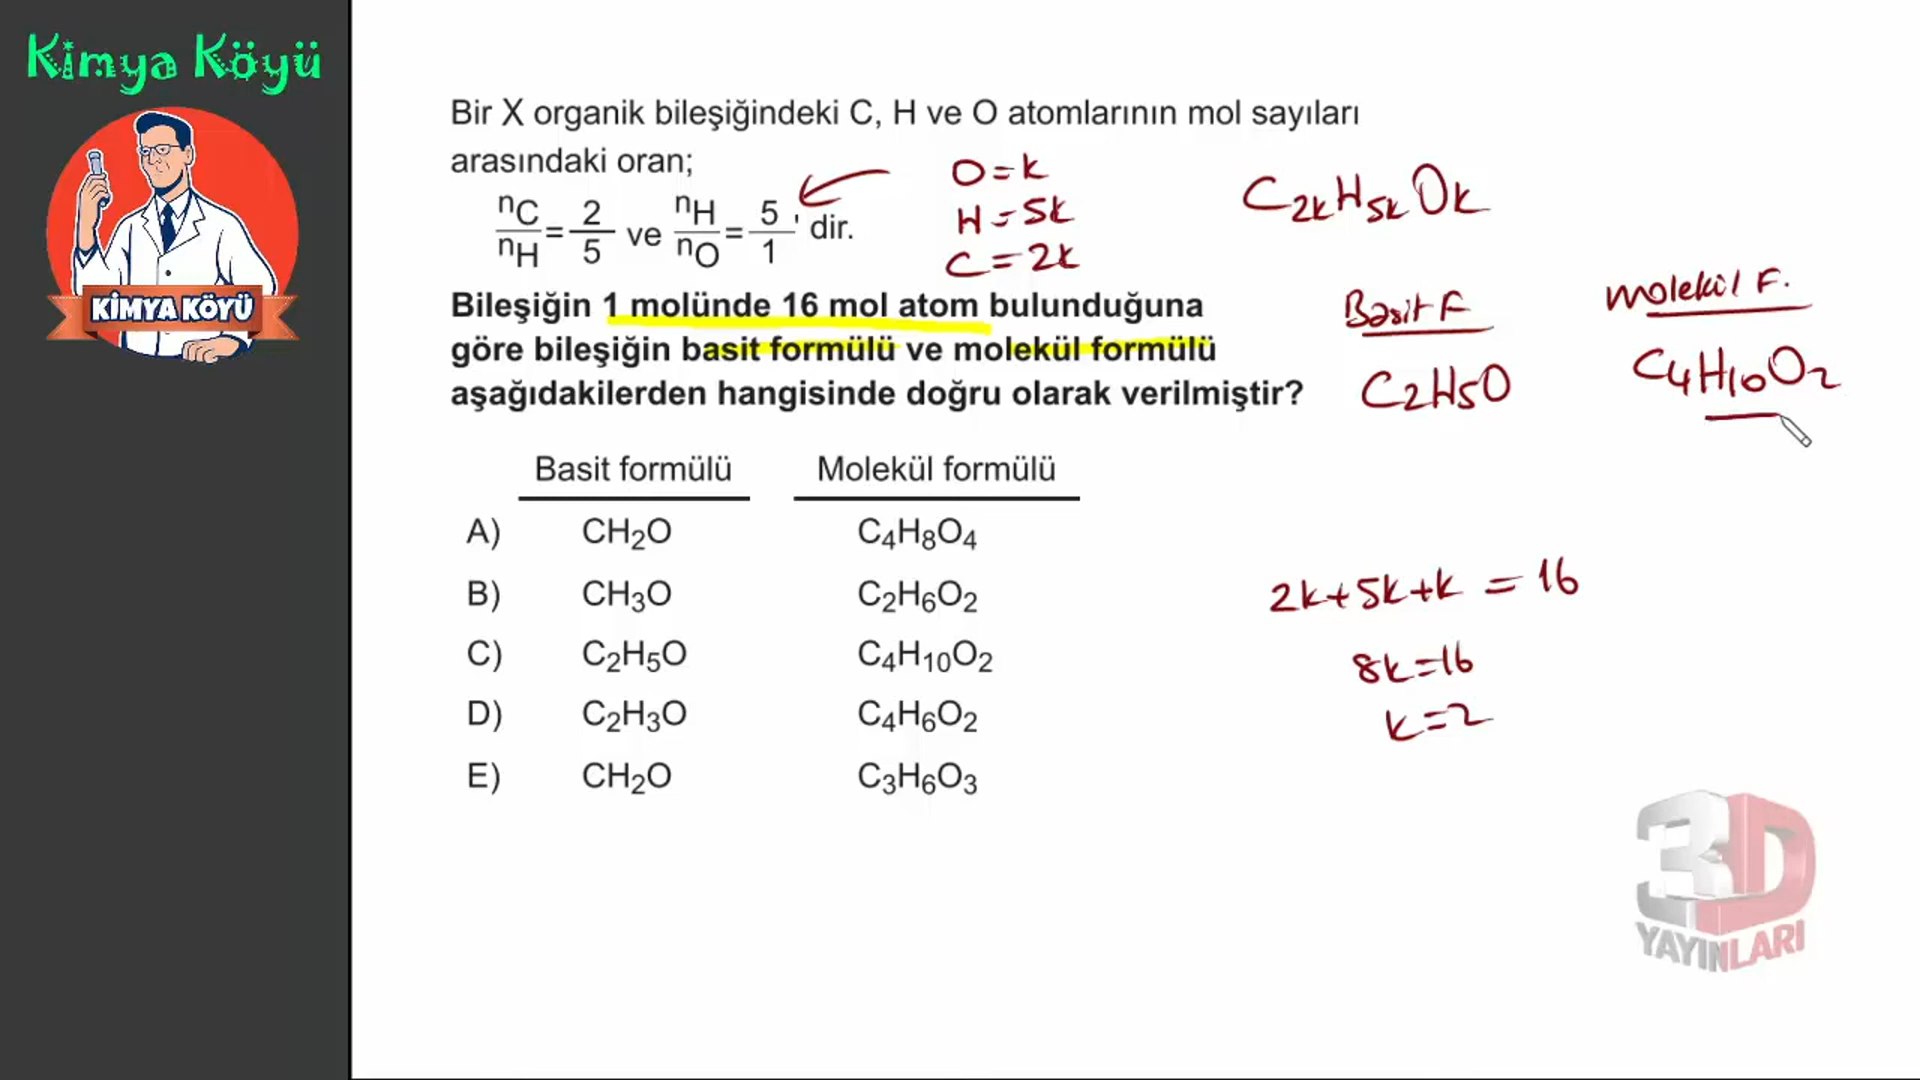 Kimya Köyü
KİMYA KÖYÜ
Bir X organik bileşiğindeki C, H ve O atomlarının mol sayıları
arasındaki oran;
nC/nH = 2/5 ve nH/nO = 5/1 'dir.
O = k
H = 5k
C = 2k
C2kH5kOk
Bileşiğin 1 molünde 16 mol atom bulunduğuna
göre bileşiğin basit formülü ve molekül formülü
aşağıdakilerden hangisinde doğru olarak verilmiştir?
Basit F
C2H5O
molekül F.
C4H10O2
Basit formülü Molekül formülü
A) CH2O C4H8O4
B) CH3O C2H6O2
C) C2H5O C4H10O2
D) C2H3O C4H6O2
E) CH2O C3H6O3
2k+5k+k = 16
8k=16
k=2
3D
YAYINLARI